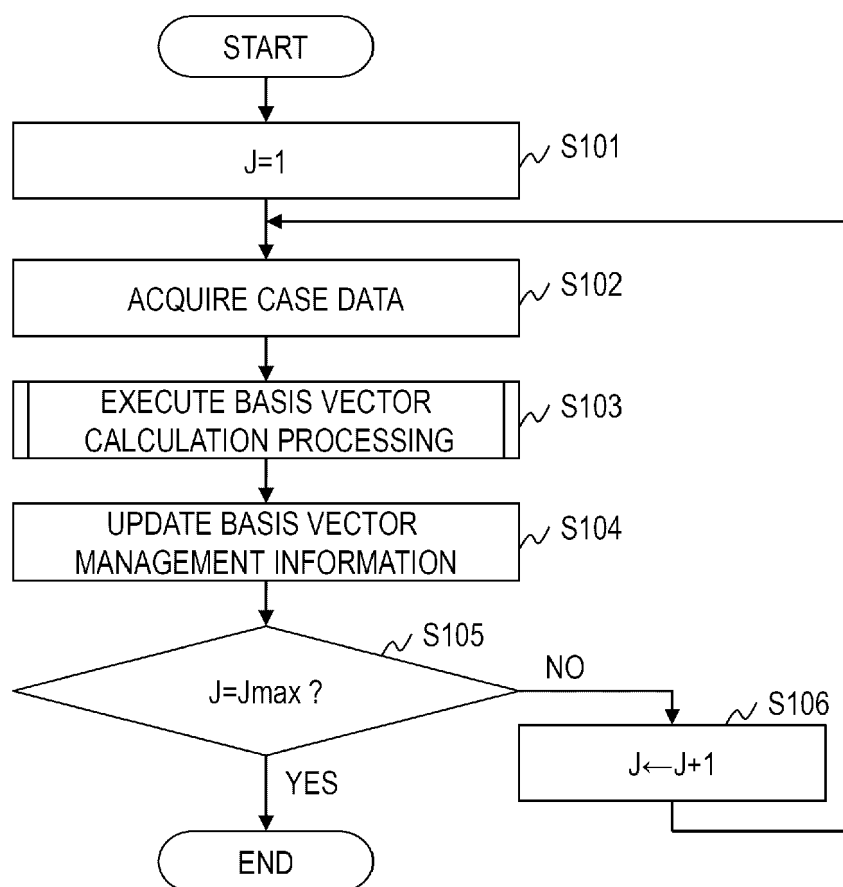 START
J=1
S101
ACQUIRE CASE DATA
S102
EXECUTE BASIS VECTOR
CALCULATION PROCESSING
S103
UPDATE BASIS VECTOR
MANAGEMENT INFORMATION
S104
S105
J=Jmax ?
NO
S106
J←J+1
YES
END